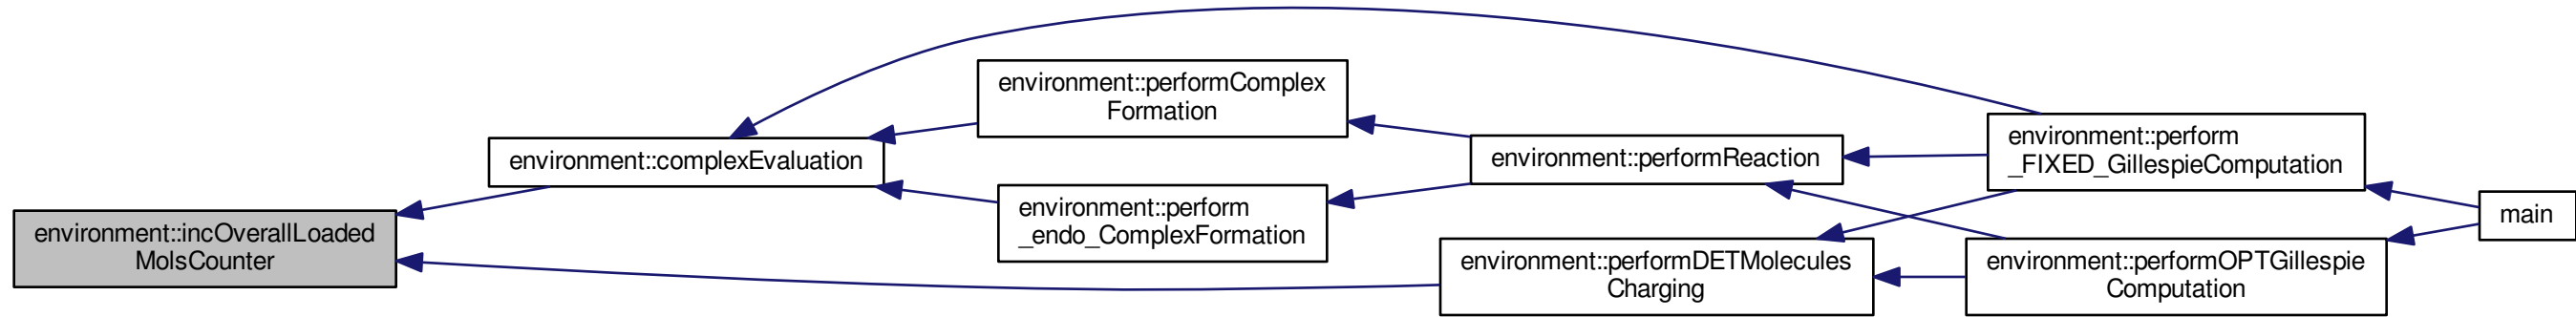 environment::incOverallLoaded
MolsCounter
environment::complexEvaluation
environment::performComplex
Formation
environment::perform
_endo_ComplexFormation
environment::performReaction
environment::performDETMolecules
Charging
environment::perform
_FIXED_GillespieComputation
environment::performOPTGillespie
Computation
main